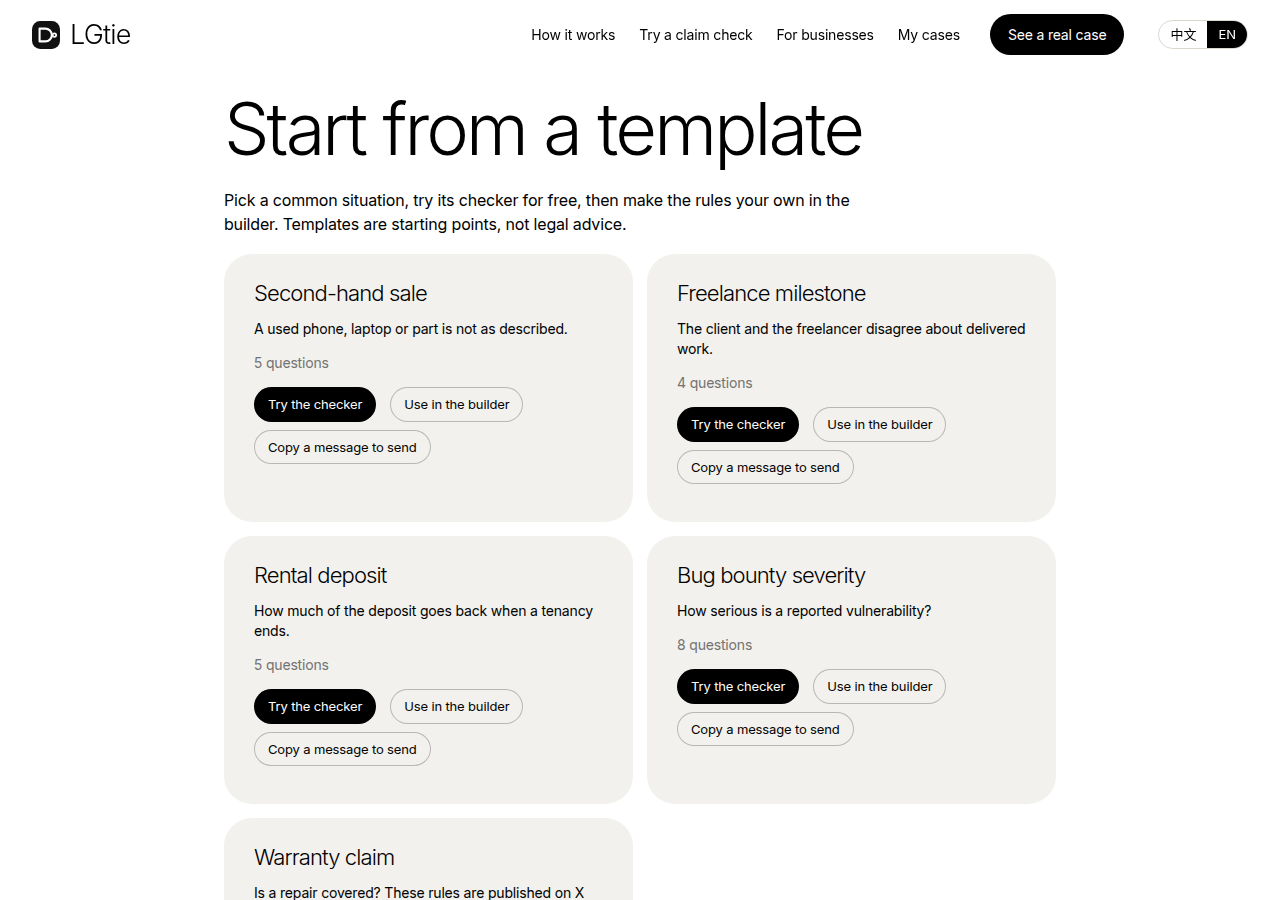 LGtie
How it works
Try a claim check
For businesses
My cases
See a real case
中文
EN
Start from a template
Pick a common situation, try its checker for free, then make the rules your own in the
builder. Templates are starting points, not legal advice.
Second-hand sale
A used phone, laptop or part is not as described.
5 questions
Try the checker
Use in the builder
Copy a message to send
Freelance milestone
The client and the freelancer disagree about delivered
work.
4 questions
Try the checker
Use in the builder
Copy a message to send
Rental deposit
How much of the deposit goes back when a tenancy
ends.
5 questions
Try the checker
Use in the builder
Copy a message to send
Bug bounty severity
How serious is a reported vulnerability?
8 questions
Try the checker
Use in the builder
Copy a message to send
Warranty claim
Is a repair covered? These rules are published on X